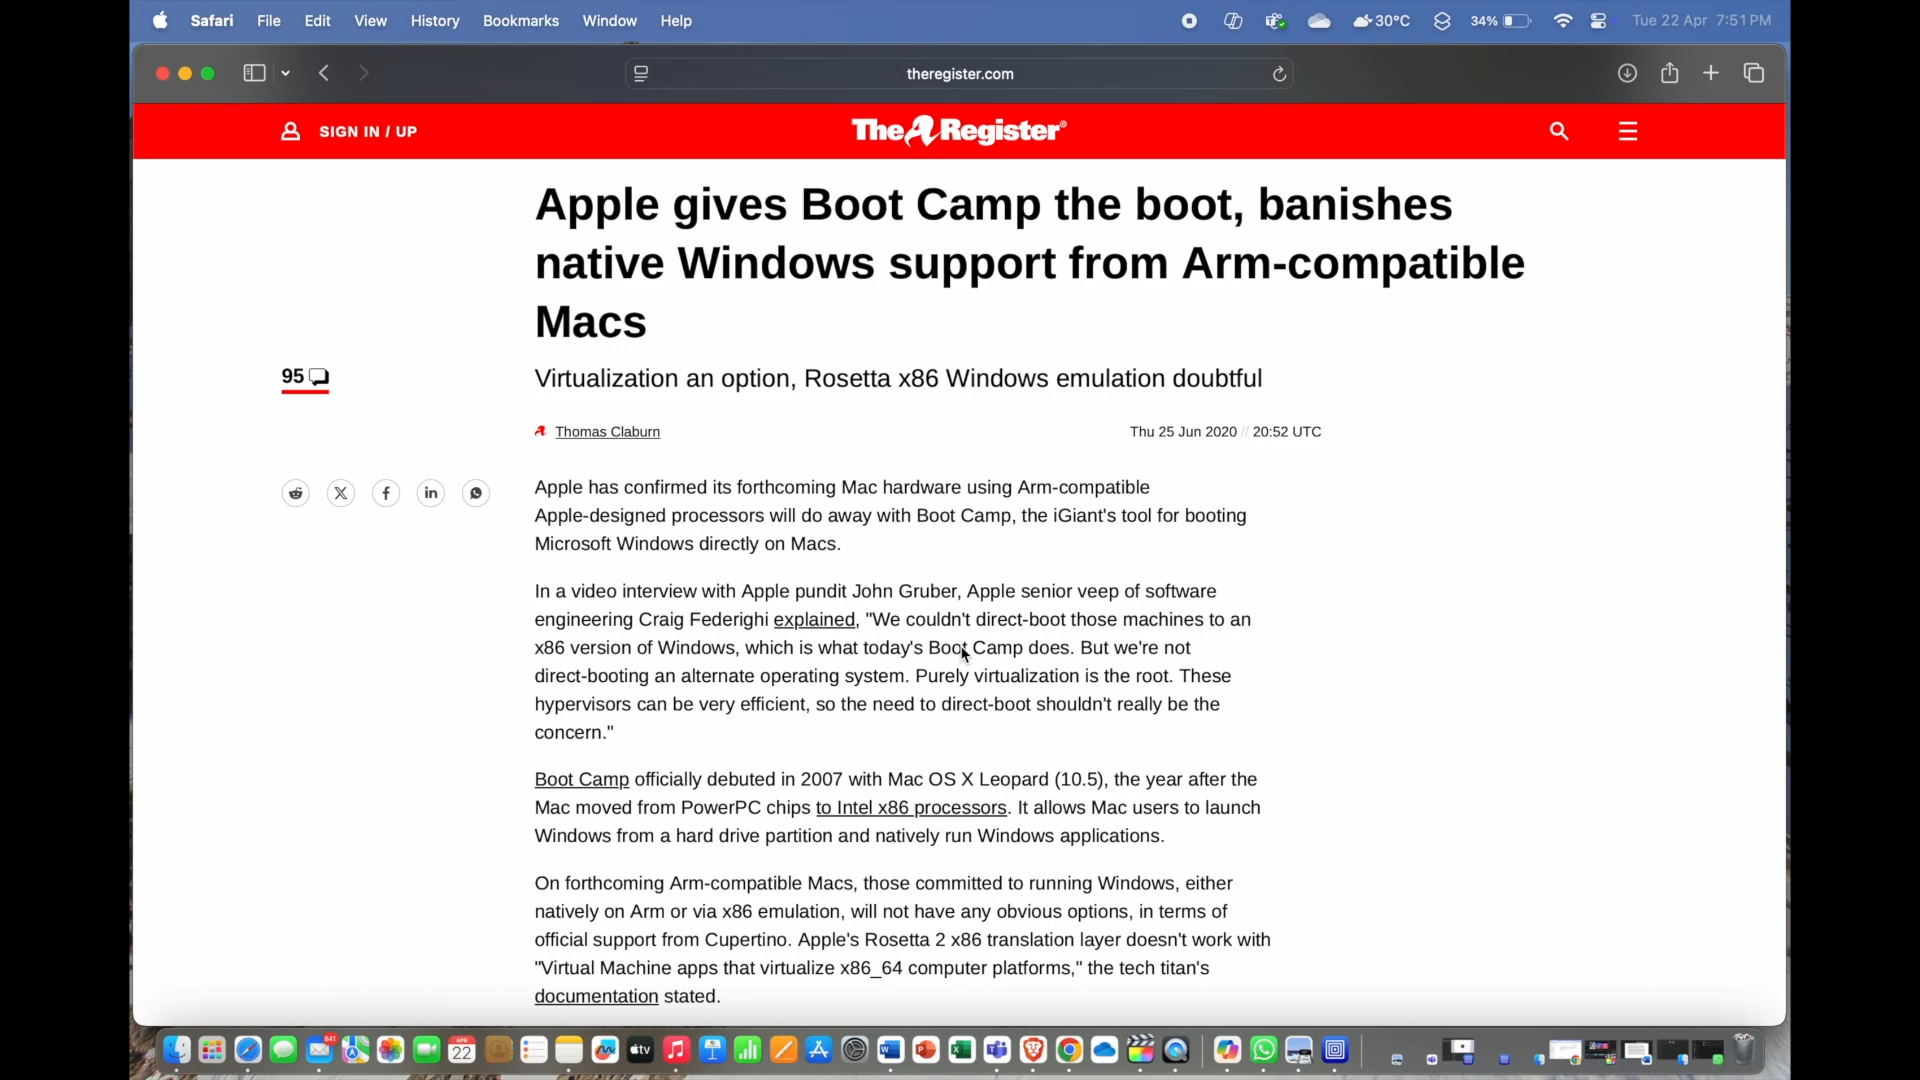 Safari File Edit View History Bookmarks Window Help 30°C 34% Tue 22 Apr 7:51 PM
theregister.com
SIGN IN / UP The Register®
Apple gives Boot Camp the boot, banishes
native Windows support from Arm-compatible
Macs
95 Virtualization an option, Rosetta x86 Windows emulation doubtful
Thomas Claburn Thu 25 Jun 2020 // 20:52 UTC
Apple has confirmed its forthcoming Mac hardware using Arm-compatible
Apple-designed processors will do away with Boot Camp, the iGiant's tool for booting
Microsoft Windows directly on Macs.
In a video interview with Apple pundit John Gruber, Apple senior veep of software
engineering Craig Federighi explained, "We couldn't direct-boot those machines to an
x86 version of Windows, which is what today's Boot Camp does. But we're not
direct-booting an alternate operating system. Purely virtualization is the root. These
hypervisors can be very efficient, so the need to direct-boot shouldn't really be the
concern."
Boot Camp officially debuted in 2007 with Mac OS X Leopard (10.5), the year after the
Mac moved from PowerPC chips to Intel x86 processors. It allows Mac users to launch
Windows from a hard drive partition and natively run Windows applications.
On forthcoming Arm-compatible Macs, those committed to running Windows, either
natively on Arm or via x86 emulation, will not have any obvious options, in terms of
official support from Cupertino. Apple's Rosetta 2 x86 translation layer doesn't work with
"Virtual Machine apps that virtualize x86_64 computer platforms," the tech titan's
documentation stated.
841 APR 22 tv